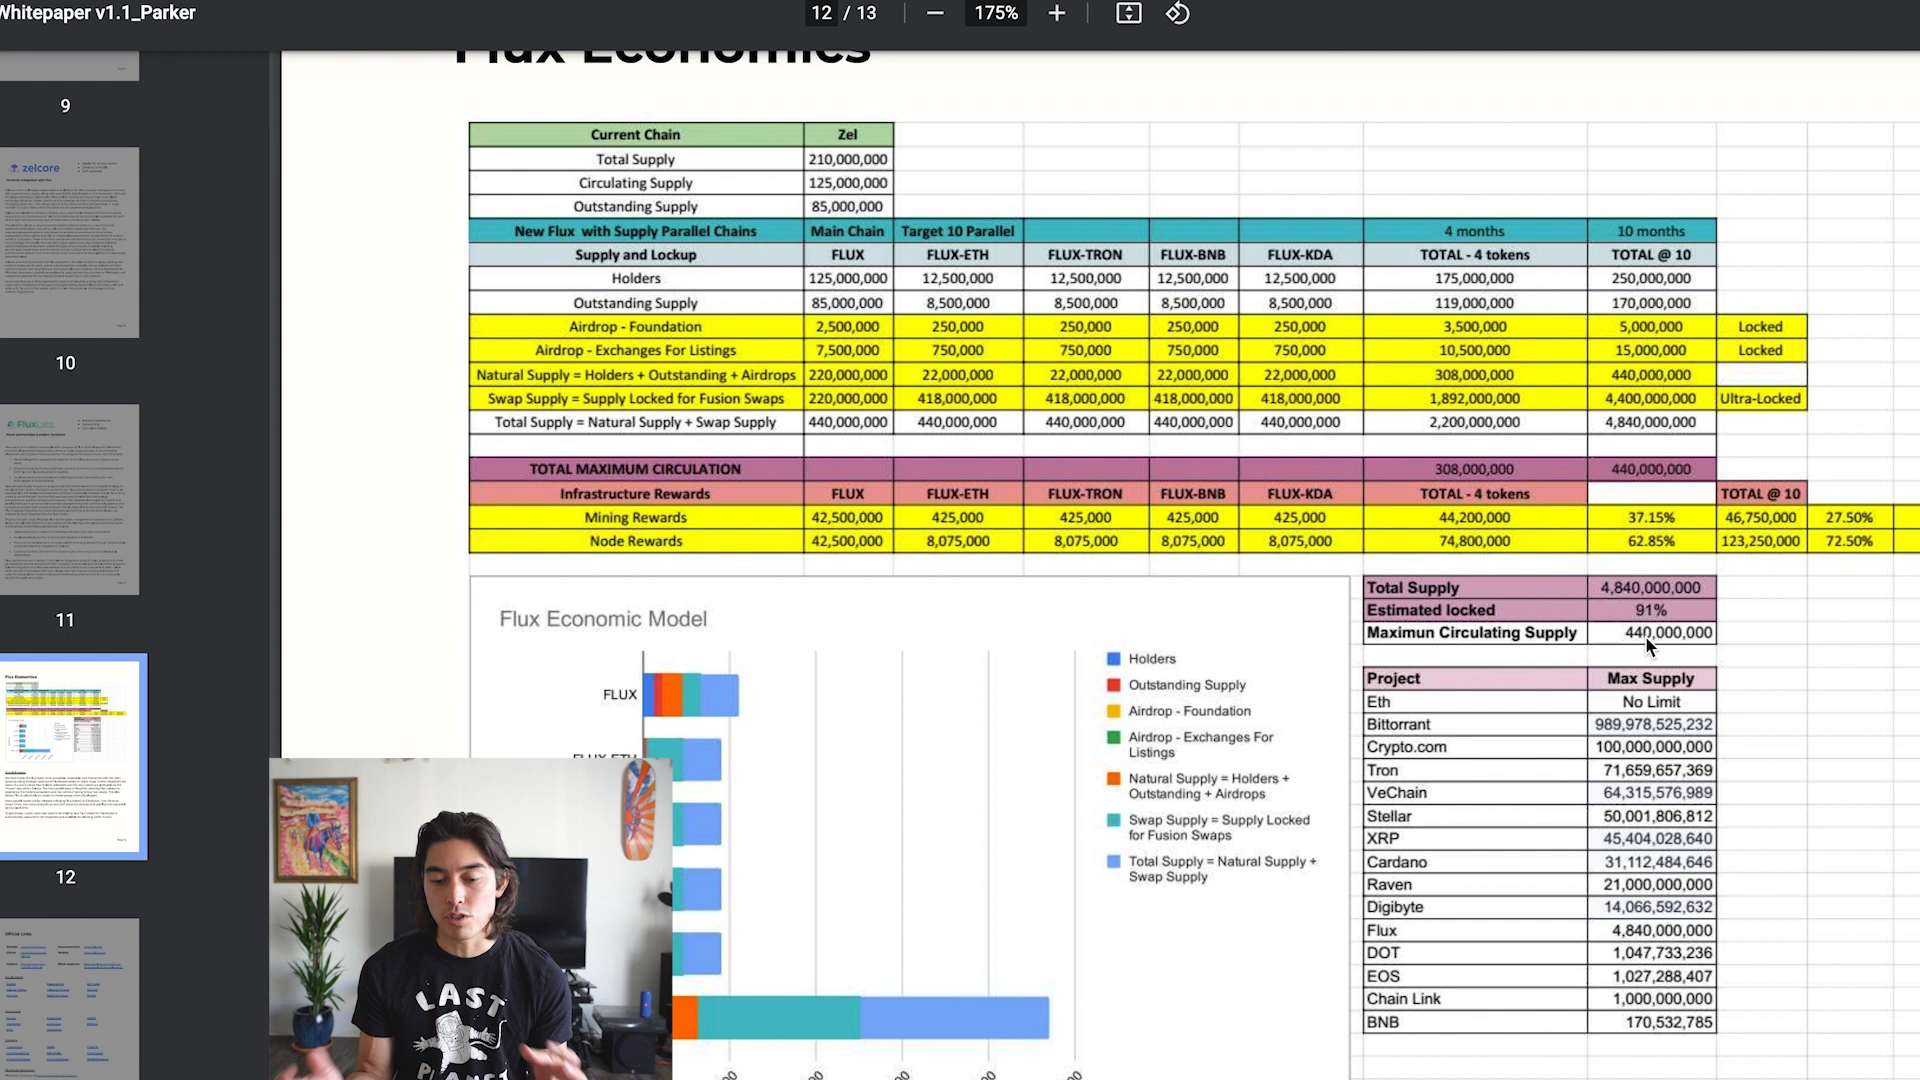 Whitepaper v1.1_Parker
12 / 13
175%
Flux Economics
9
zelcore
10
FluxLabs
11
12
Current Chain Zel
Total Supply 210,000,000
Circulating Supply 125,000,000
Outstanding Supply 85,000,000
New Flux with Supply Parallel Chains Main Chain Target 10 Parallel 4 months 10 months
Supply and Lockup FLUX FLUX-ETH FLUX-TRON FLUX-BNB FLUX-KDA TOTAL - 4 tokens TOTAL @ 10
Holders 125,000,000 12,500,000 12,500,000 12,500,000 12,500,000 175,000,000 250,000,000
Outstanding Supply 85,000,000 8,500,000 8,500,000 8,500,000 8,500,000 119,000,000 170,000,000
Airdrop - Foundation 2,500,000 250,000 250,000 250,000 250,000 3,500,000 5,000,000 Locked
Airdrop - Exchanges For Listings 7,500,000 750,000 750,000 750,000 750,000 10,500,000 15,000,000 Locked
Natural Supply = Holders + Outstanding + Airdrops 220,000,000 22,000,000 22,000,000 22,000,000 22,000,000 308,000,000 440,000,000
Swap Supply = Supply Locked for Fusion Swaps 220,000,000 418,000,000 418,000,000 418,000,000 418,000,000 1,892,000,000 4,400,000,000 Ultra-Locked
Total Supply = Natural Supply + Swap Supply 440,000,000 440,000,000 440,000,000 440,000,000 440,000,000 2,200,000,000 4,840,000,000
TOTAL MAXIMUM CIRCULATION 308,000,000 440,000,000
Infrastructure Rewards FLUX FLUX-ETH FLUX-TRON FLUX-BNB FLUX-KDA TOTAL - 4 tokens TOTAL @ 10
Mining Rewards 42,500,000 425,000 425,000 425,000 425,000 44,200,000 37.15% 46,750,000 27.50%
Node Rewards 42,500,000 8,075,000 8,075,000 8,075,000 8,075,000 74,800,000 62.85% 123,250,000 72.50%
Flux Economic Model
FLUX
FLUX-ETH
Holders
Outstanding Supply
Airdrop - Foundation
Airdrop - Exchanges For
Listings
Natural Supply = Holders +
Outstanding + Airdrops
Swap Supply = Supply Locked
for Fusion Swaps
Total Supply = Natural Supply +
Swap Supply
Total Supply 4,840,000,000
Estimated locked 91%
Maximun Circulating Supply 440,000,000
Project Max Supply
Eth No Limit
Bittorrant 989,978,525,232
Crypto.com 100,000,000,000
Tron 71,659,657,369
VeChain 64,315,576,989
Stellar 50,001,806,812
XRP 45,404,028,640
Cardano 31,112,484,646
Raven 21,000,000,000
Digibyte 14,066,592,632
Flux 4,840,000,000
DOT 1,047,733,236
EOS 1,027,288,407
Chain Link 1,000,000,000
BNB 170,532,785
LAST
PLANET